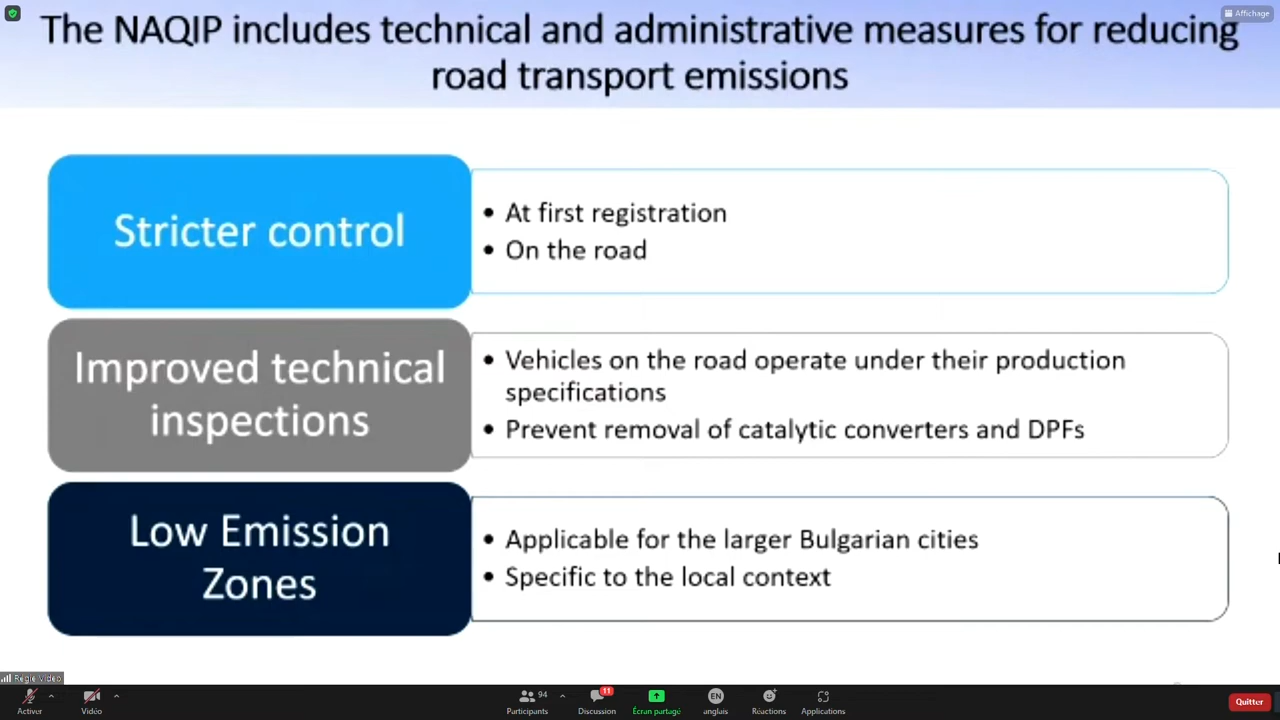 Affichage
The NAQIP includes technical and administrative measures for reducing
road transport emissions
Stricter control
• At first registration
• On the road
Improved technical
inspections
• Vehicles on the road operate under their production
specifications
• Prevent removal of catalytic converters and DPFs
Low Emission
Zones
• Applicable for the larger Bulgarian cities
• Specific to the local context
Regie Video
Activer
Vidéo
94
Participants
11
Discussion
Écran partagé
EN
anglais
Réactions
Applications
Quitter